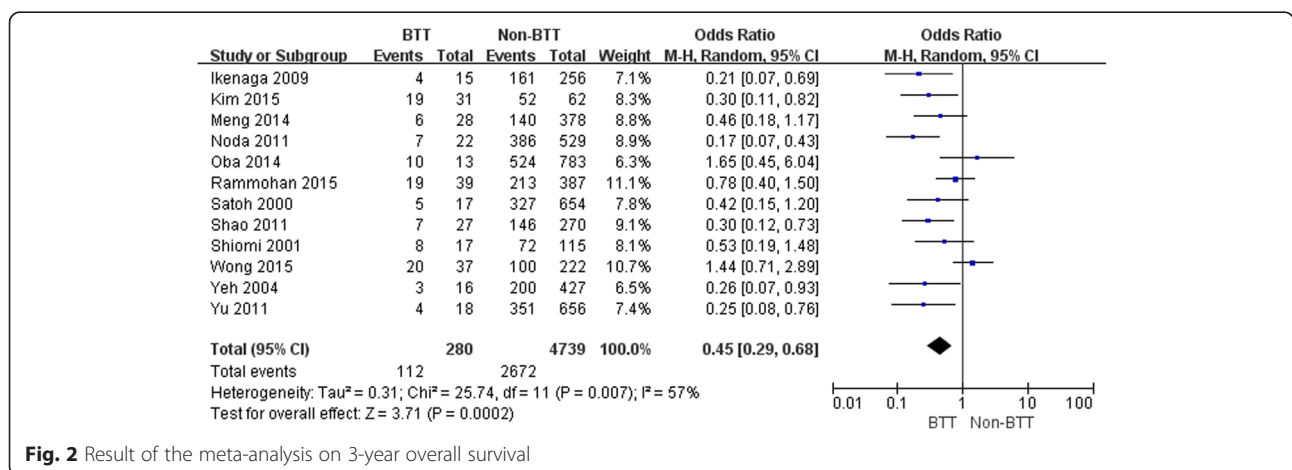 BTT Non-BTT Odds Ratio Odds Ratio
Study or Subgroup Events Total Events Total Weight M-H, Random, 95% CI M-H, Random, 95% CI
Ikenaga 2009 4 15 161 256 7.1% 0.21 [0.07, 0.69]
Kim 2015 19 31 52 62 8.3% 0.30 [0.11, 0.82]
Meng 2014 6 28 140 378 8.8% 0.46 [0.18, 1.17]
Noda 2011 7 22 386 529 8.7% 0.17 [0.07, 0.43]
Oba 2014 10 13 524 783 6.3% 1.65 [0.45, 6.04]
Rammohan 2015 19 39 213 387 11.1% 0.78 [0.40, 1.50]
Satoh 2000 5 17 327 654 8.0% 0.42 [0.15, 1.20]
Shao 2011 7 27 146 270 9.1% 0.30 [0.12, 0.73]
Shiomi 2001 8 17 72 115 8.1% 0.53 [0.19, 1.48]
Wong 2015 20 37 100 222 10.7% 1.44 [0.71, 2.89]
Yeh 2004 3 16 200 427 6.5% 0.26 [0.07, 0.93]
Yu 2011 4 18 351 656 7.4% 0.25 [0.08, 0.76]
Total (95% CI) 280 4739 100.0% 0.45 [0.29, 0.68]
Total events 112 2672
Heterogeneity: Tau² = 0.31; Chi² = 25.74, df = 11 (P = 0.007); I² = 57%
Test for overall effect: Z = 3.71 (P = 0.0002)
0.01 0.1 1 10 100
BTT Non-BTT
Fig. 2 Result of the meta-analysis on 3-year overall survival